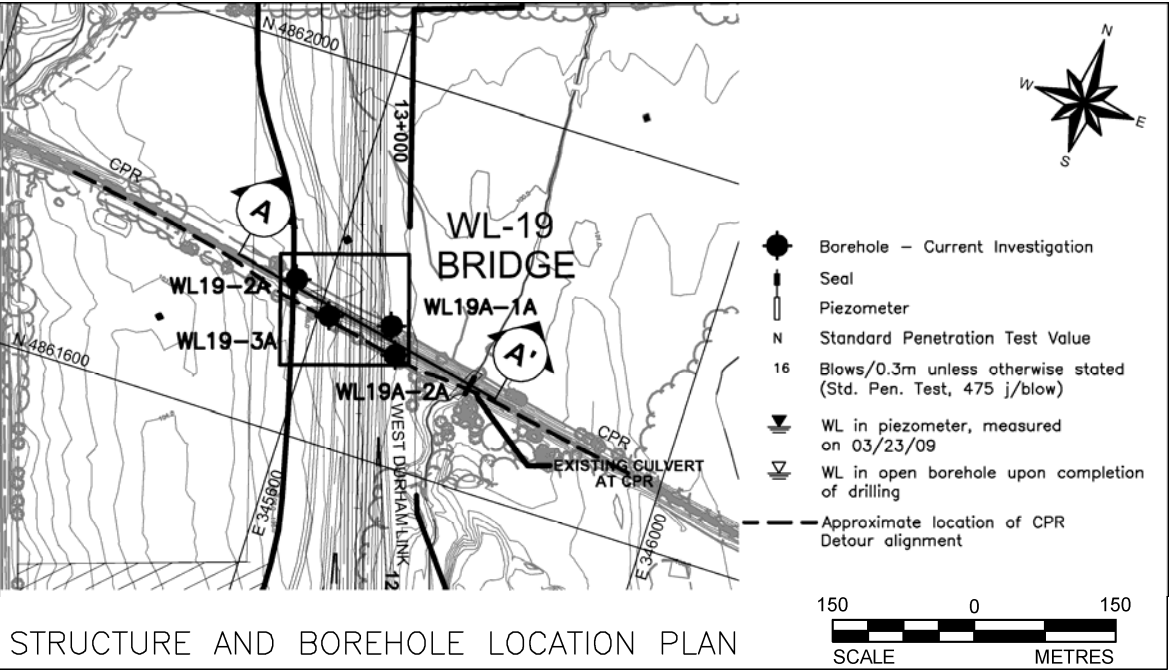 N 4862000
13+000
CPR
A
WL-19
BRIDGE
WL19-2A
WL19A-1A
WL19-3A
A'
N 4861600
WL19A-2A
CPR
EXISTING CULVERT
AT CPR
WEST DURHAM LINK
E 345600
E 346000
12
N
W
E
S
Borehole – Current Investigation
Seal
Piezometer
N Standard Penetration Test Value
16 Blows/0.3m unless otherwise stated
(Std. Pen. Test, 475 j/blow)
WL in piezometer, measured
on 03/23/09
WL in open borehole upon completion
of drilling
Approximate location of CPR
Detour alignment
150 0 150
SCALE METRES
STRUCTURE AND BOREHOLE LOCATION PLAN